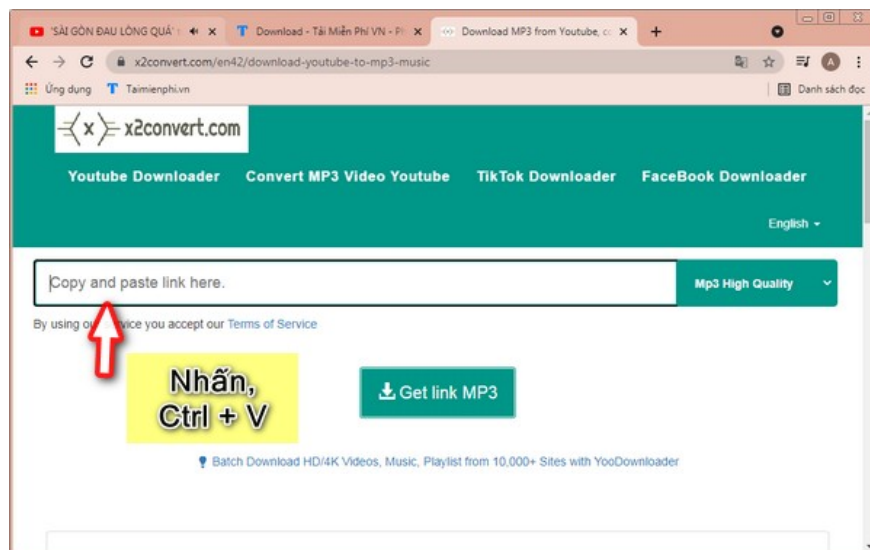 'SÀI GÒN ĐAU LÒNG QUÁ'
Download - Tải Miễn Phí VN - Ph
Download MP3 from Youtube, co
x2convert.com/en42/download-youtube-to-mp3-music
A
Ứng dụng
Taimienphi.vn
Danh sách đọc
x x2convert.com
Youtube Downloader Convert MP3 Video Youtube TikTok Downloader FaceBook Downloader
English
Copy and paste link here.
Mp3 High Quality
By using our service you accept our Terms of Service
Nhấn,
Ctrl + V
Get link MP3
Batch Download HD/4K Videos, Music, Playlist from 10,000+ Sites with YooDownloader